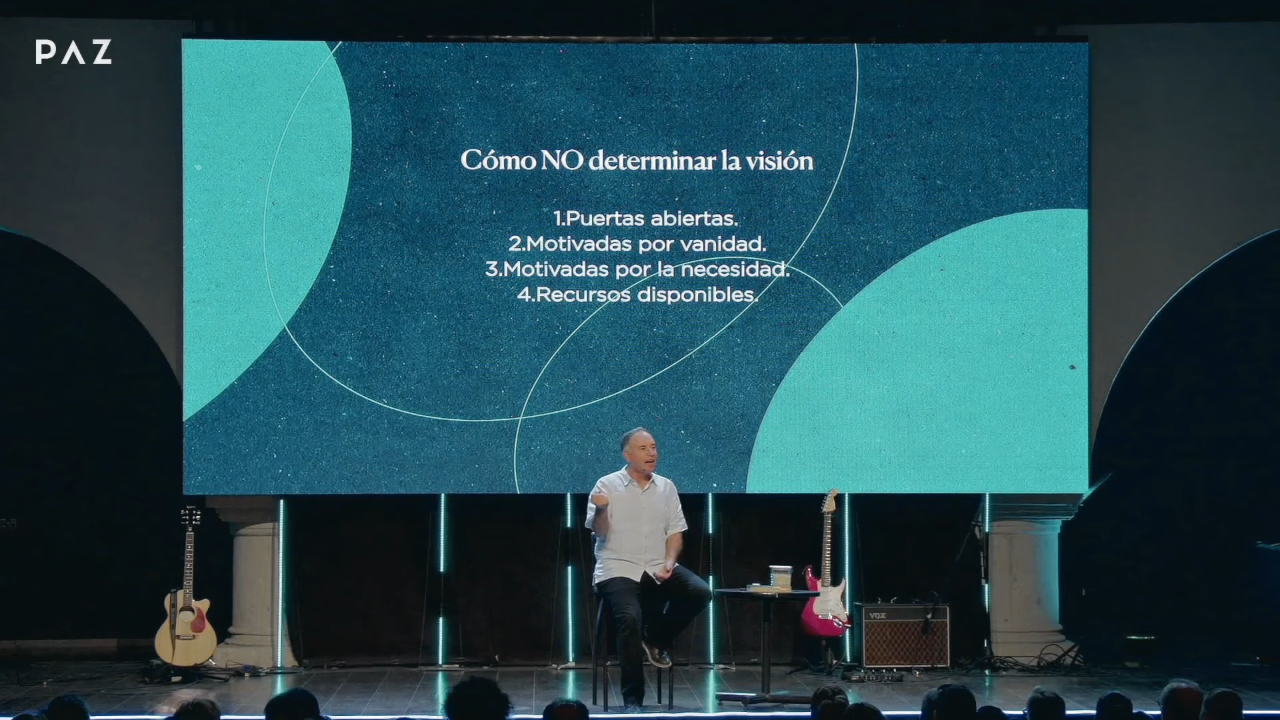 PAZ
Cómo NO determinar la visión
1.Puertas abiertas.
2.Motivadas por vanidad.
3.Motivadas por la necesidad.
4.Recursos disponibles.
VOX